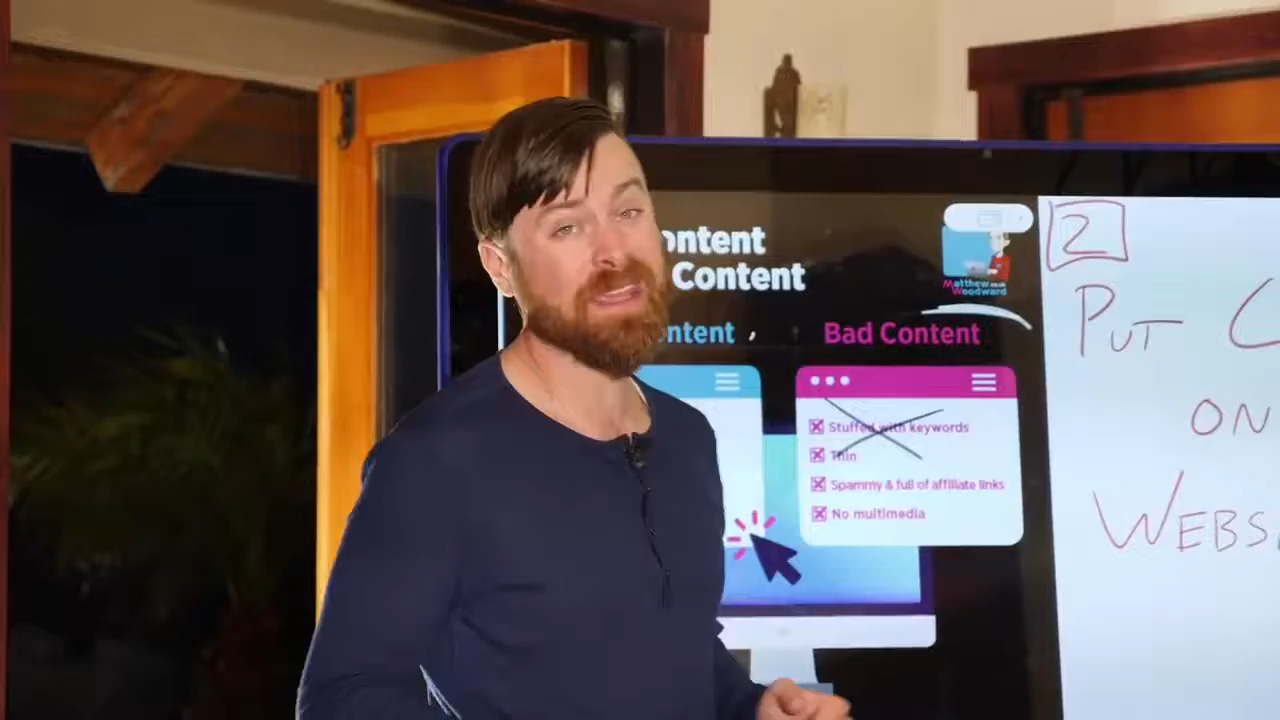 ontent
Content
ntent
Bad Content
Matthew
Woodward
Stuffed with keywords
Thin
Spammy & full of affiliate links
No multimedia
2
PUT C
ON
WEBS